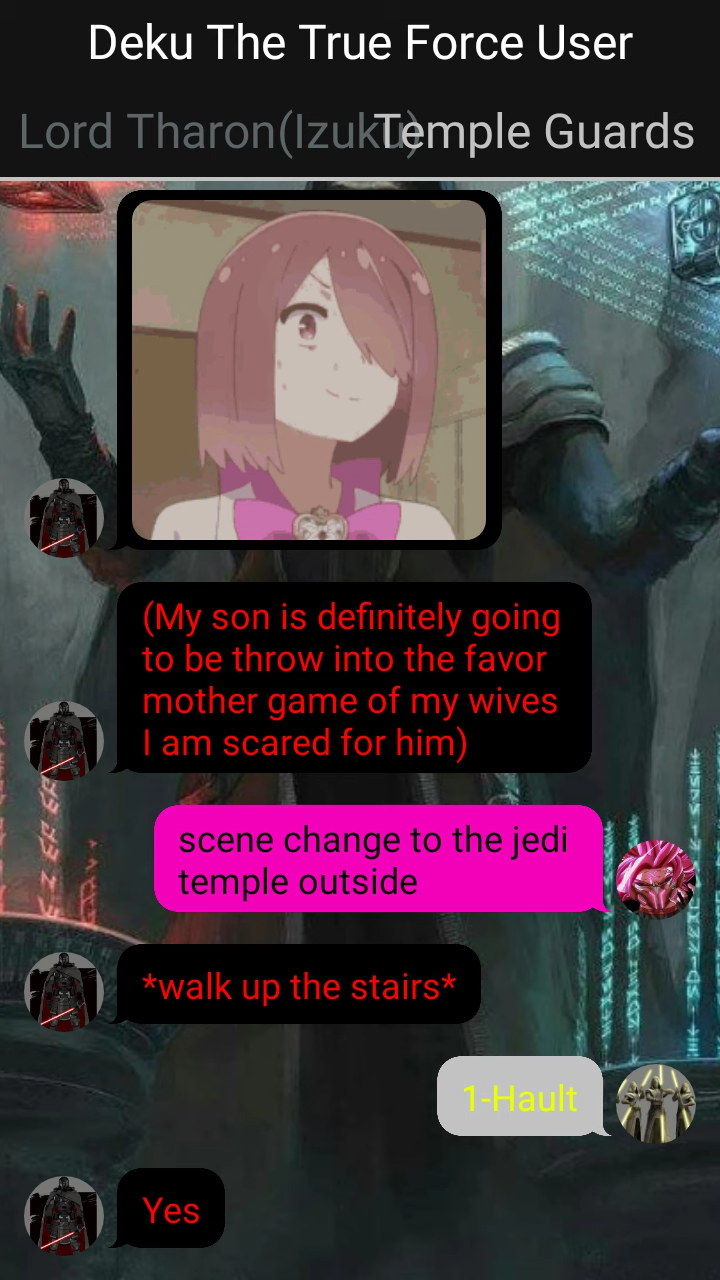 Deku The True Force User
Lord Tharon(Izuku)
Temple Guards
(My son is definitely going
to be throw into the favor
mother game of my wives
I am scared for him)
scene change to the jedi
temple outside
*walk up the stairs*
1-Hault
Yes